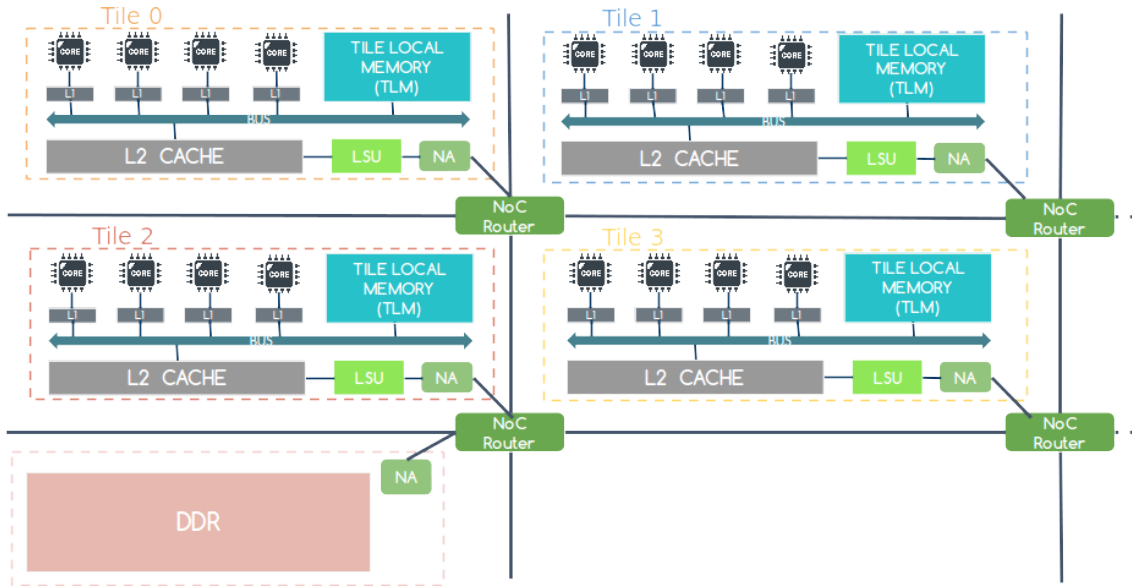 Tile 0
CORE CORE CORE CORE
TILE LOCAL
MEMORY
(TLM)
L1 L1 L1 L1
BUS
L2 CACHE
LSU
NA
Tile 1
CORE CORE CORE CORE
TILE LOCAL
MEMORY
(TLM)
L1 L1 L1 L1
BUS
L2 CACHE
LSU
NA
NoC
Router
NoC
Router
Tile 2
CORE CORE CORE CORE
TILE LOCAL
MEMORY
(TLM)
L1 L1 L1 L1
BUS
L2 CACHE
LSU
NA
Tile 3
CORE CORE CORE CORE
TILE LOCAL
MEMORY
(TLM)
L1 L1 L1 L1
BUS
L2 CACHE
LSU
NA
NoC
Router
NoC
Router
NA
DDR